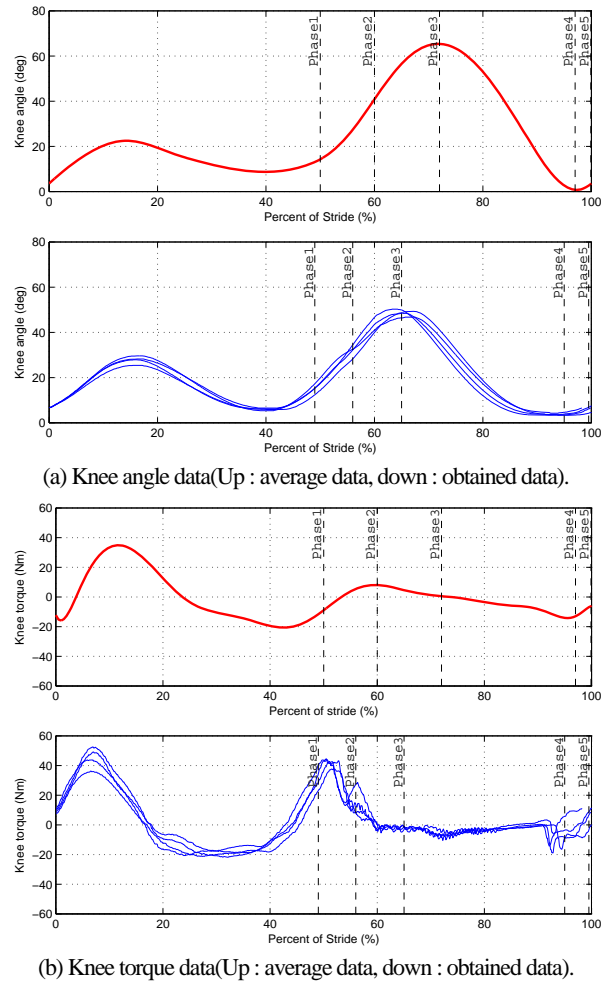 80
60
40
20
0
Knee angle (deg)
Phase1
Phase2
Phase3
Phase4
Phase5
0 20 40 60 80 100
Percent of Stride (%)
80
60
40
20
0
Knee angle (deg)
Phase1
Phase2
Phase3
Phase4
Phase5
0 20 40 60 80 100
Percent of Stride (%)
(a) Knee angle data(Up : average data, down : obtained data).
60
40
20
0
−20
−40
−60
Knee torque (Nm)
Phase1
Phase2
Phase3
Phase4
Phase5
0 20 40 60 80 100
Percent of stride (%)
60
40
20
0
−20
−40
−60
Knee torque (Nm)
Phase1
Phase2
Phase3
Phase4
Phase5
0 20 40 60 80 100
Percent of Stride (%)
(b) Knee torque data(Up : average data, down : obtained data).